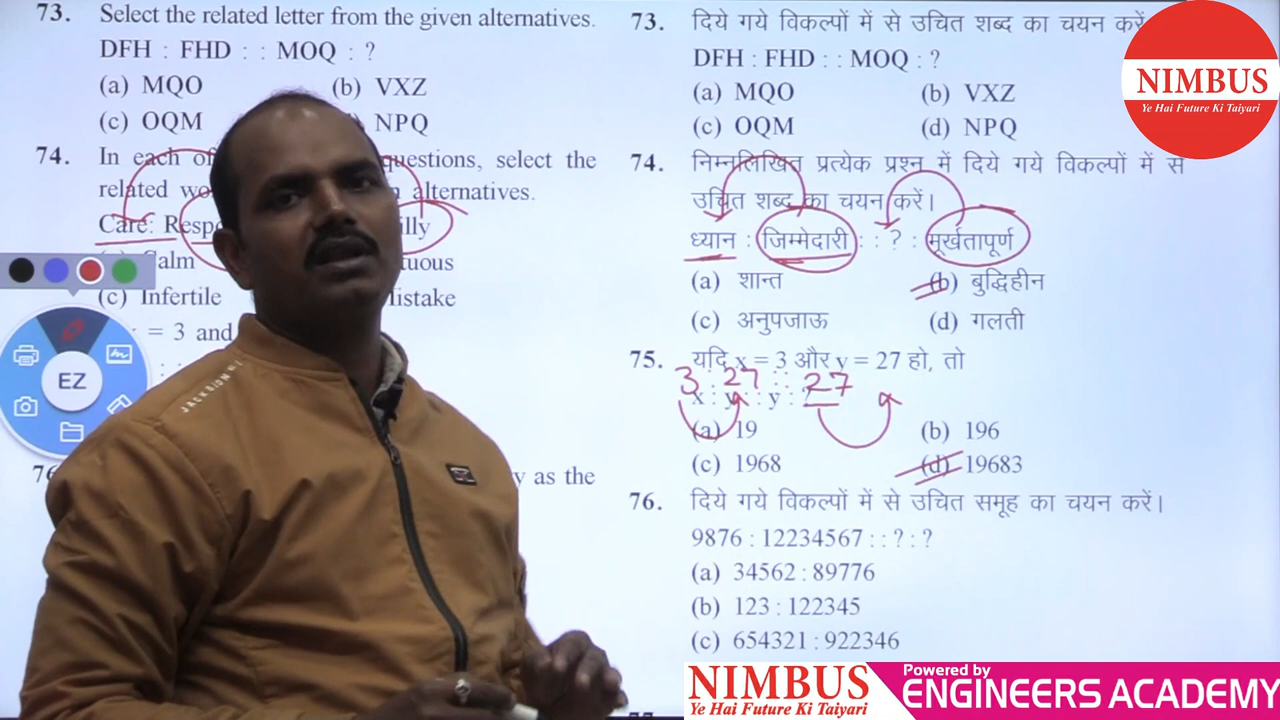 73. Select the related letter from the given alternatives.
DFH : FHD : : MOQ : ?
(a) MQO (b) VXZ
(c) OQM NPQ
74. In each of questions, select the
related alternatives.
Care:
Calm
(c) Infertile
= 3 and
76
as the
73. दिये गये विकल्पों में से उचित शब्द का चयन करें
DFH : FHD : : MOQ : ?
(a) MQO (b) VXZ
(c) OQM (d) NPQ
74. निम्नलिखित प्रत्येक प्रश्न में दिये गये विकल्पों में से
उचित शब्द का चयन करें।
ध्यान : जिम्मेदारी : : ? : मूर्खतापूर्ण
(a) शान्त (b) बुद्धिहीन
(c) अनुपजाऊ (d) गलती
75. यदि x = 3 और y = 27 हो, तो
3 : 27 :: 27
x : y : : y : ?
(a) 19 (b) 196
(c) 1968 (d) 19683
76. दिये गये विकल्पों में से उचित समूह का चयन करें।
9876 : 12234567 : : ? : ?
(a) 34562 : 89776
(b) 123 : 122345
(c) 654321 : 922346
EZ
JACKSION
NIMBUS
Ye Hai Future Ki Taiyari
NIMBUS
Ye Hai Future Ki Taiyari
Powered by
ENGINEERS ACADEMY